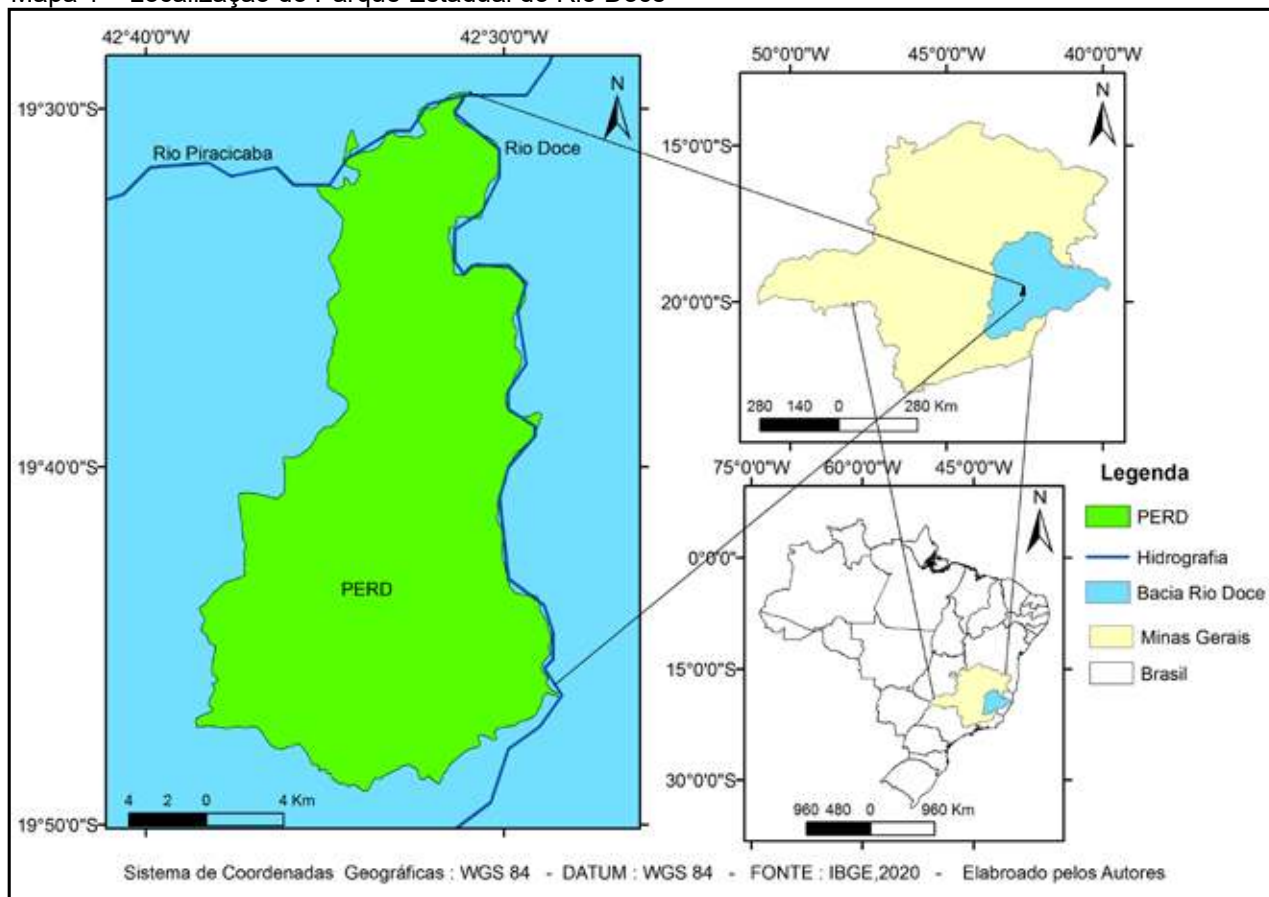 Mapa 1 – Localização do Parque Estadual do Rio Doce
42°40'0"W
42°30'0"W
19°30'0"S
19°40'0"S
19°50'0"S
N
Rio Piracicaba
Rio Doce
PERD
4 2 0 4 Km
50°0'0"W
45°0'0"W
40°0'0"W
15°0'0"S
20°0'0"S
N
280 140 0 280 Km
75°0'0"W
60°0'0"W
45°0'0"W
0°0'0"
15°0'0"S
30°0'0"S
N
960 480 0 960 Km
Legenda
PERD
Hidrografia
Bacia Rio Doce
Minas Gerais
Brasil
Sistema de Coordenadas Geográficas : WGS 84 - DATUM : WGS 84 - FONTE : IBGE,2020 - Elabroado pelos Autores